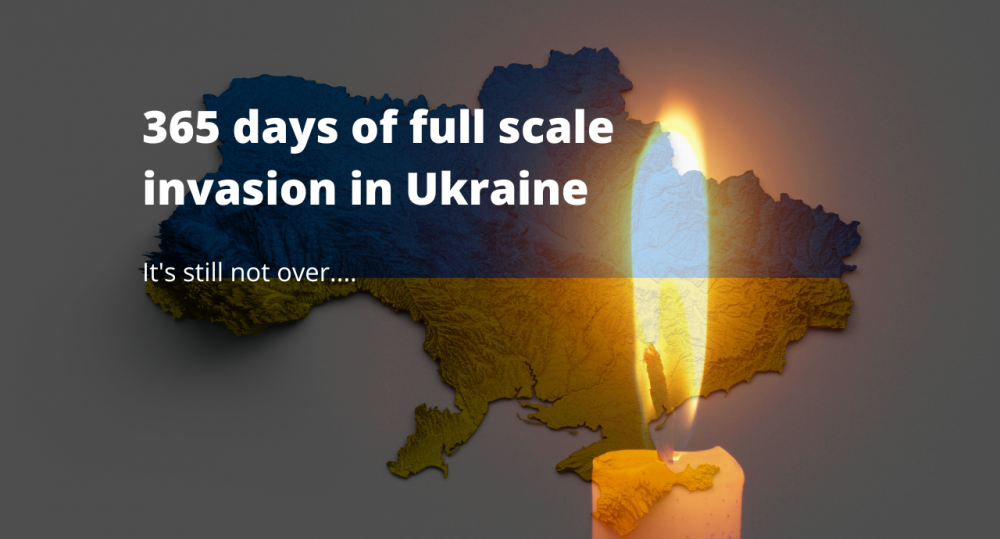 365 days of full scale
invasion in Ukraine
It's still not over....